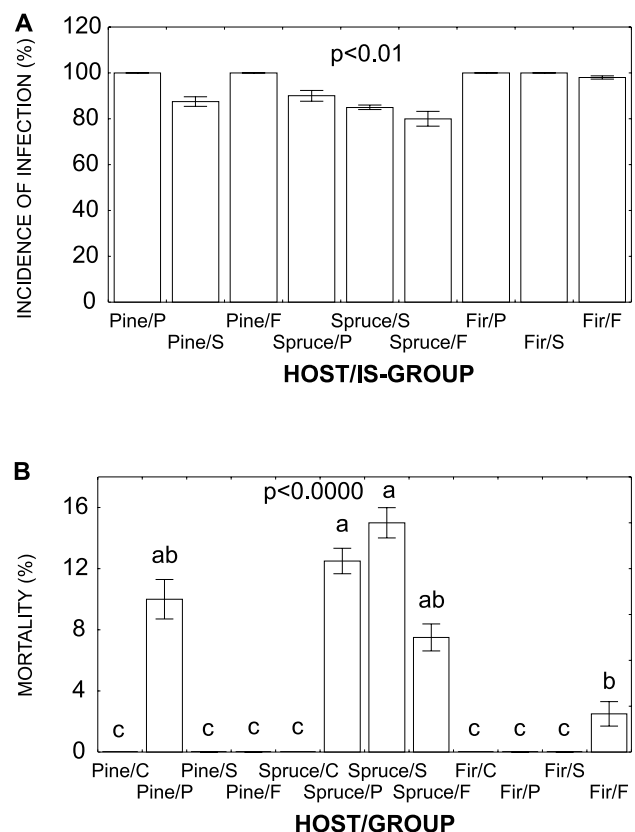 A
120
100
80
60
40
20
0
INCIDENCE OF INFECTION (%)
p<0.01
Pine/P Pine/F Spruce/S Fir/P Fir/F
Pine/S Spruce/P Spruce/F Fir/S
HOST/IS-GROUP
B
16
12
8
4
0
MORTALITY (%)
p<0.0000
c ab c c c a a ab c c c b
Pine/C Pine/S Spruce/C Spruce/S Fir/C Fir/S
Pine/P Pine/F Spruce/P Spruce/F Fir/P Fir/F
HOST/GROUP